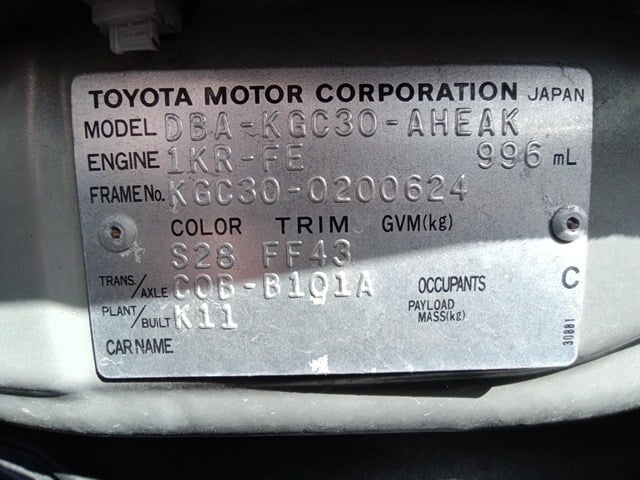 TOYOTA MOTOR CORPORATION JAPAN
MODEL DBA-KGC30-AHEAK
ENGINE 1KR-FE 996 mL
FRAME No. KGC30-0200624
COLOR TRIM GVM(kg)
S28 FF43
TRANS./AXLE C0B-B101A OCCUPANTS C
PLANT/BUILT K11 PAYLOAD MASS(kg)
CAR NAME
30881